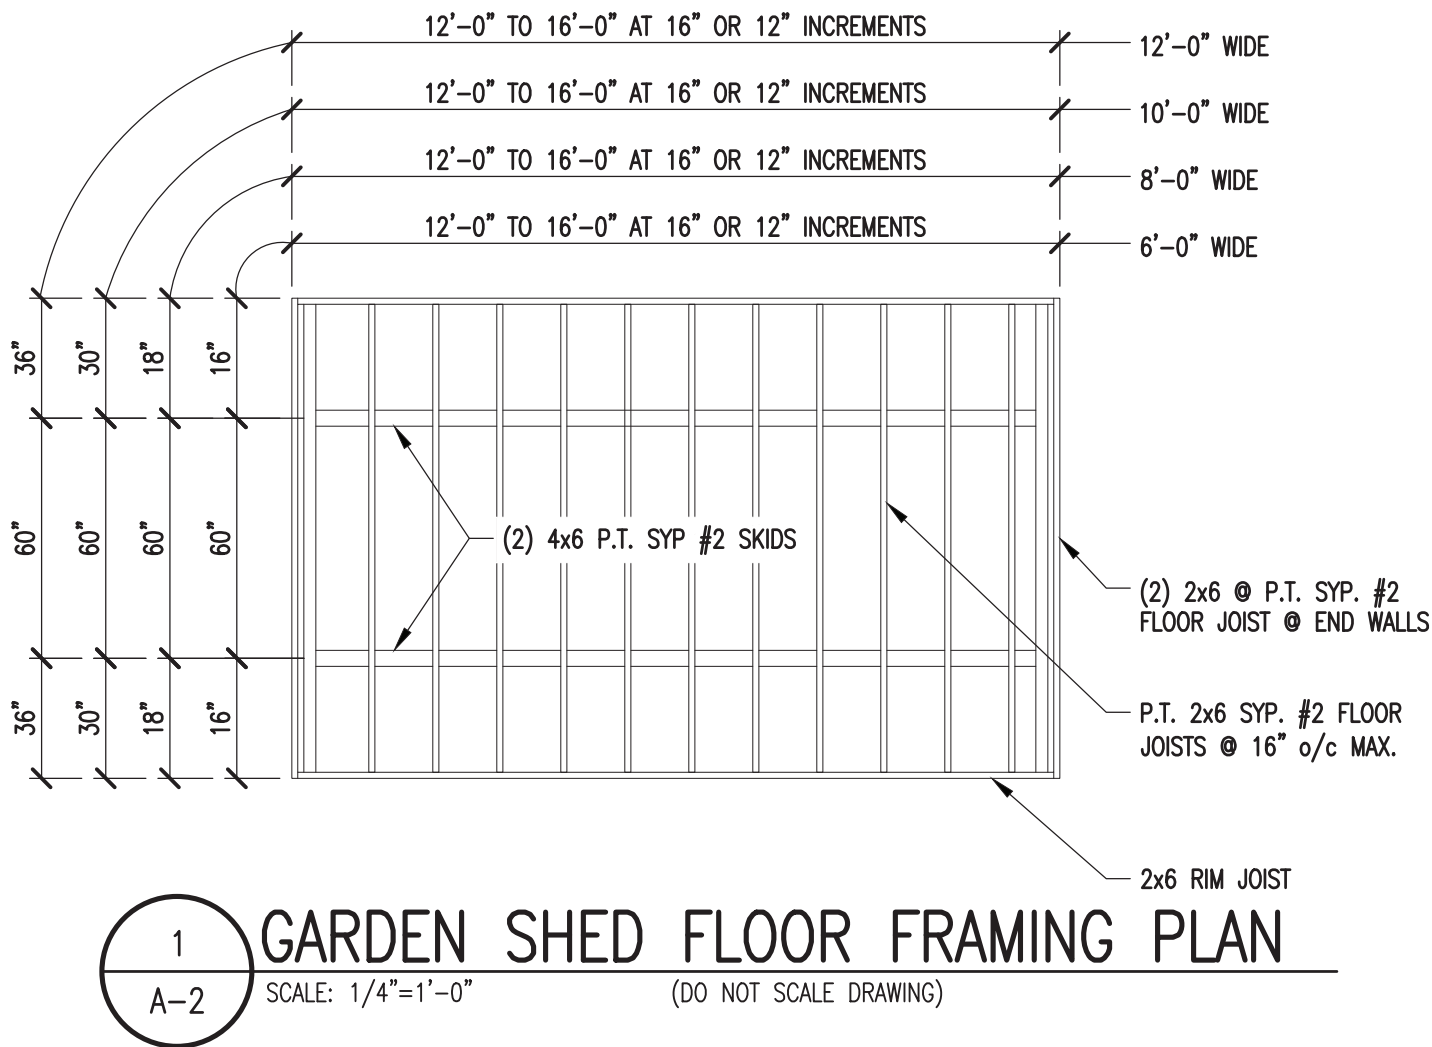 12'-0" TO 16'-0" AT 16" OR 12" INCREMENTS
12'-0" WIDE
12'-0" TO 16'-0" AT 16" OR 12" INCREMENTS
10'-0" WIDE
12'-0" TO 16'-0" AT 16" OR 12" INCREMENTS
8'-0" WIDE
12'-0" TO 16'-0" AT 16" OR 12" INCREMENTS
6'-0" WIDE
36"
30"
18"
16"
60"
60"
60"
60"
(2) 4x6 P.T. SYP #2 SKIDS
(2) 2x6 @ P.T. SYP. #2
FLOOR JOIST @ END WALLS
36"
30"
18"
16"
P.T. 2x6 SYP. #2 FLOOR
JOISTS @ 16" o/c MAX.
2x6 RIM JOIST
1
A-2
GARDEN SHED FLOOR FRAMING PLAN
SCALE: 1/4"=1'-0"
(DO NOT SCALE DRAWING)